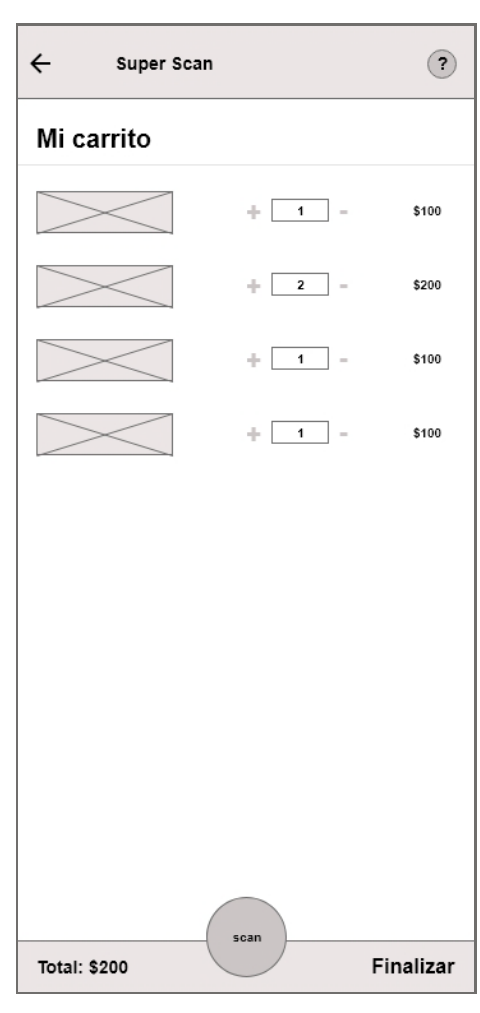 ← Super Scan ?
Mi carrito
+ 1 - $100
+ 2 - $200
+ 1 - $100
+ 1 - $100
scan
Total: $200 Finalizar